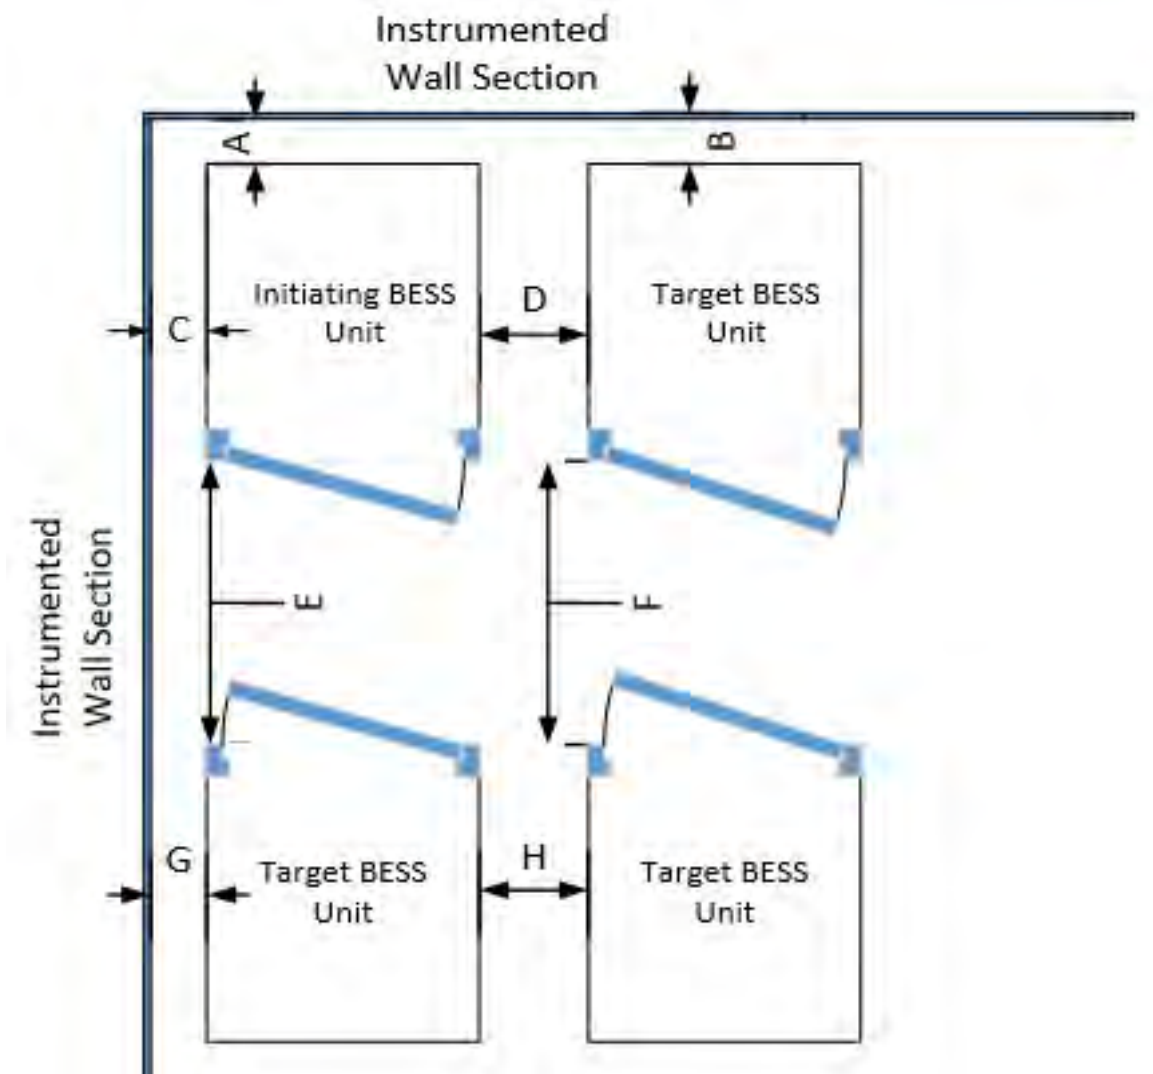 Instrumented
Wall Section
A
B
Initiating BESS
Unit
D
Target BESS
Unit
C
Instrumented
Wall Section
E
F
G
Target BESS
Unit
H
Target BESS
Unit